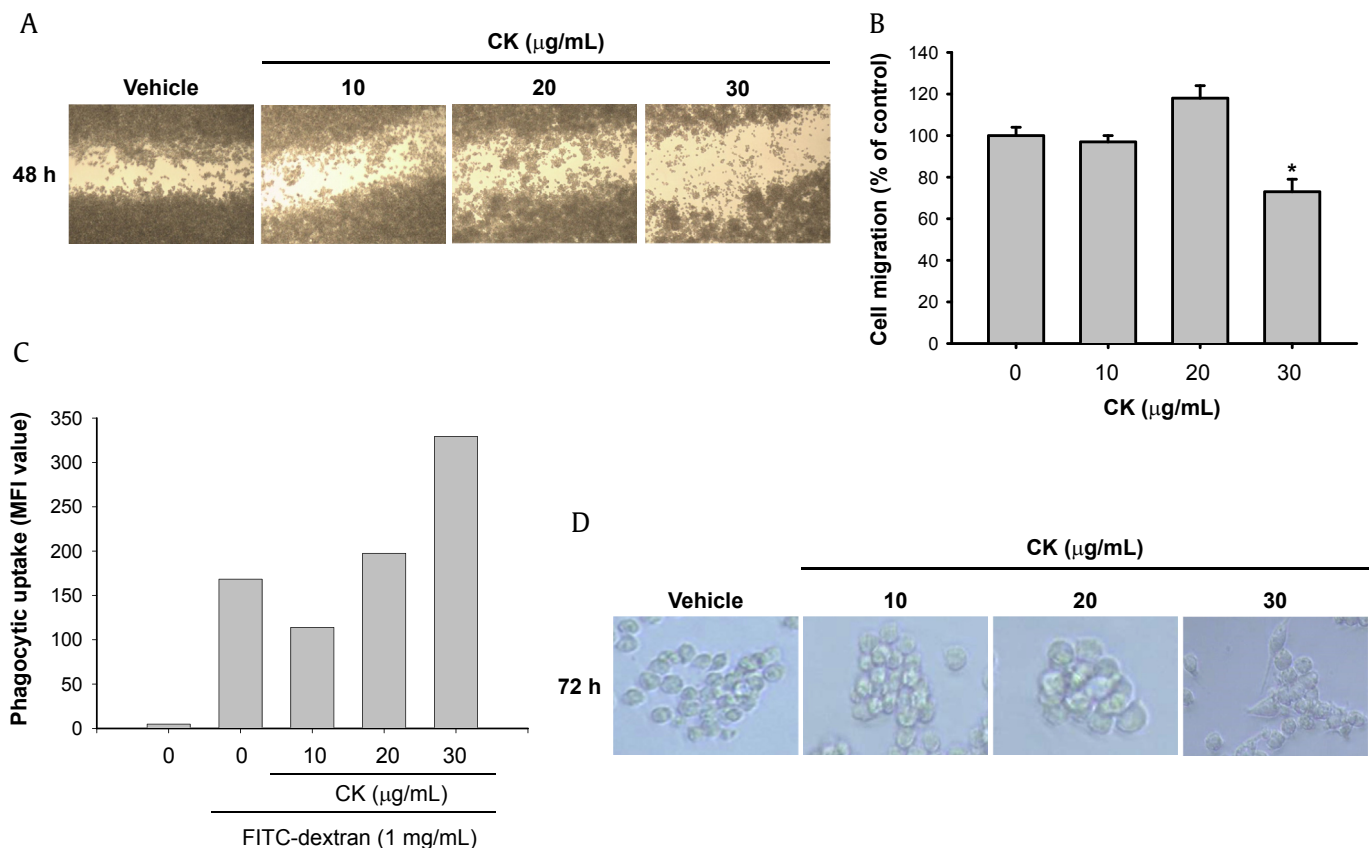 A
CK (μg/mL)
Vehicle 10 20 30
48 h
B
Cell migration (% of control)
140
120
100
80
60
40
20
0
*
0 10 20 30
CK (μg/mL)
C
Phagocytic uptake (MFI value)
350
300
250
200
150
100
50
0
0 0 10 20 30
CK (μg/mL)
FITC-dextran (1 mg/mL)
D
CK (μg/mL)
Vehicle 10 20 30
72 h